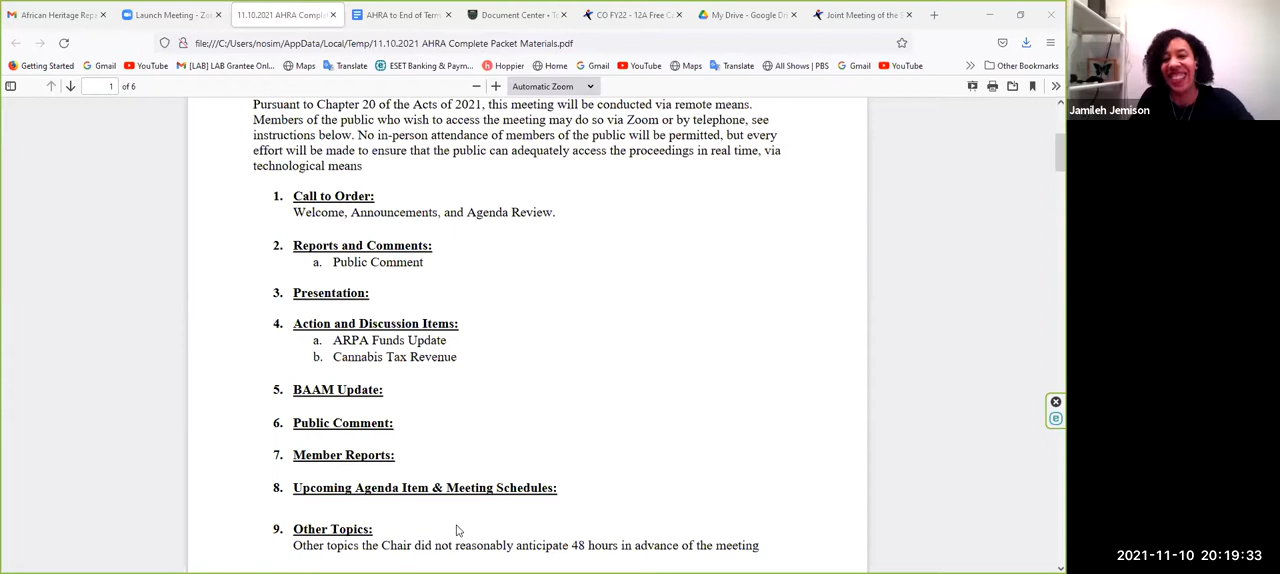 African Heritage Repa
Launch Meeting - Zo
11.10.2021 AHRA Complet
AHRA to End of Term
Document Center • To
CO FY22 - 12A Free C
My Drive - Google Dri
Joint Meeting of the
file:///C:/Users/nosim/AppData/Local/Temp/11.10.2021 AHRA Complete Packet Materials.pdf
Getting Started
Gmail
YouTube
[LAB] LAB Grantee Onl...
Maps
Translate
ESET Banking & Paym...
Hoppier
Home
Gmail
YouTube
Maps
Translate
All Shows | PBS
Gmail
YouTube
Other Bookmarks
1 of 6
Automatic Zoom
Pursuant to Chapter 20 of the Acts of 2021, this meeting will be conducted via remote means.
Members of the public who wish to access the meeting may do so via Zoom or by telephone, see
instructions below. No in-person attendance of members of the public will be permitted, but every
effort will be made to ensure that the public can adequately access the proceedings in real time, via
technological means
1. Call to Order:
Welcome, Announcements, and Agenda Review.
2. Reports and Comments:
a. Public Comment
3. Presentation:
4. Action and Discussion Items:
a. ARPA Funds Update
b. Cannabis Tax Revenue
5. BAAM Update:
6. Public Comment:
7. Member Reports:
8. Upcoming Agenda Item & Meeting Schedules:
9. Other Topics:
Other topics the Chair did not reasonably anticipate 48 hours in advance of the meeting
Jamileh Jemison
2021-11-10 20:19:33